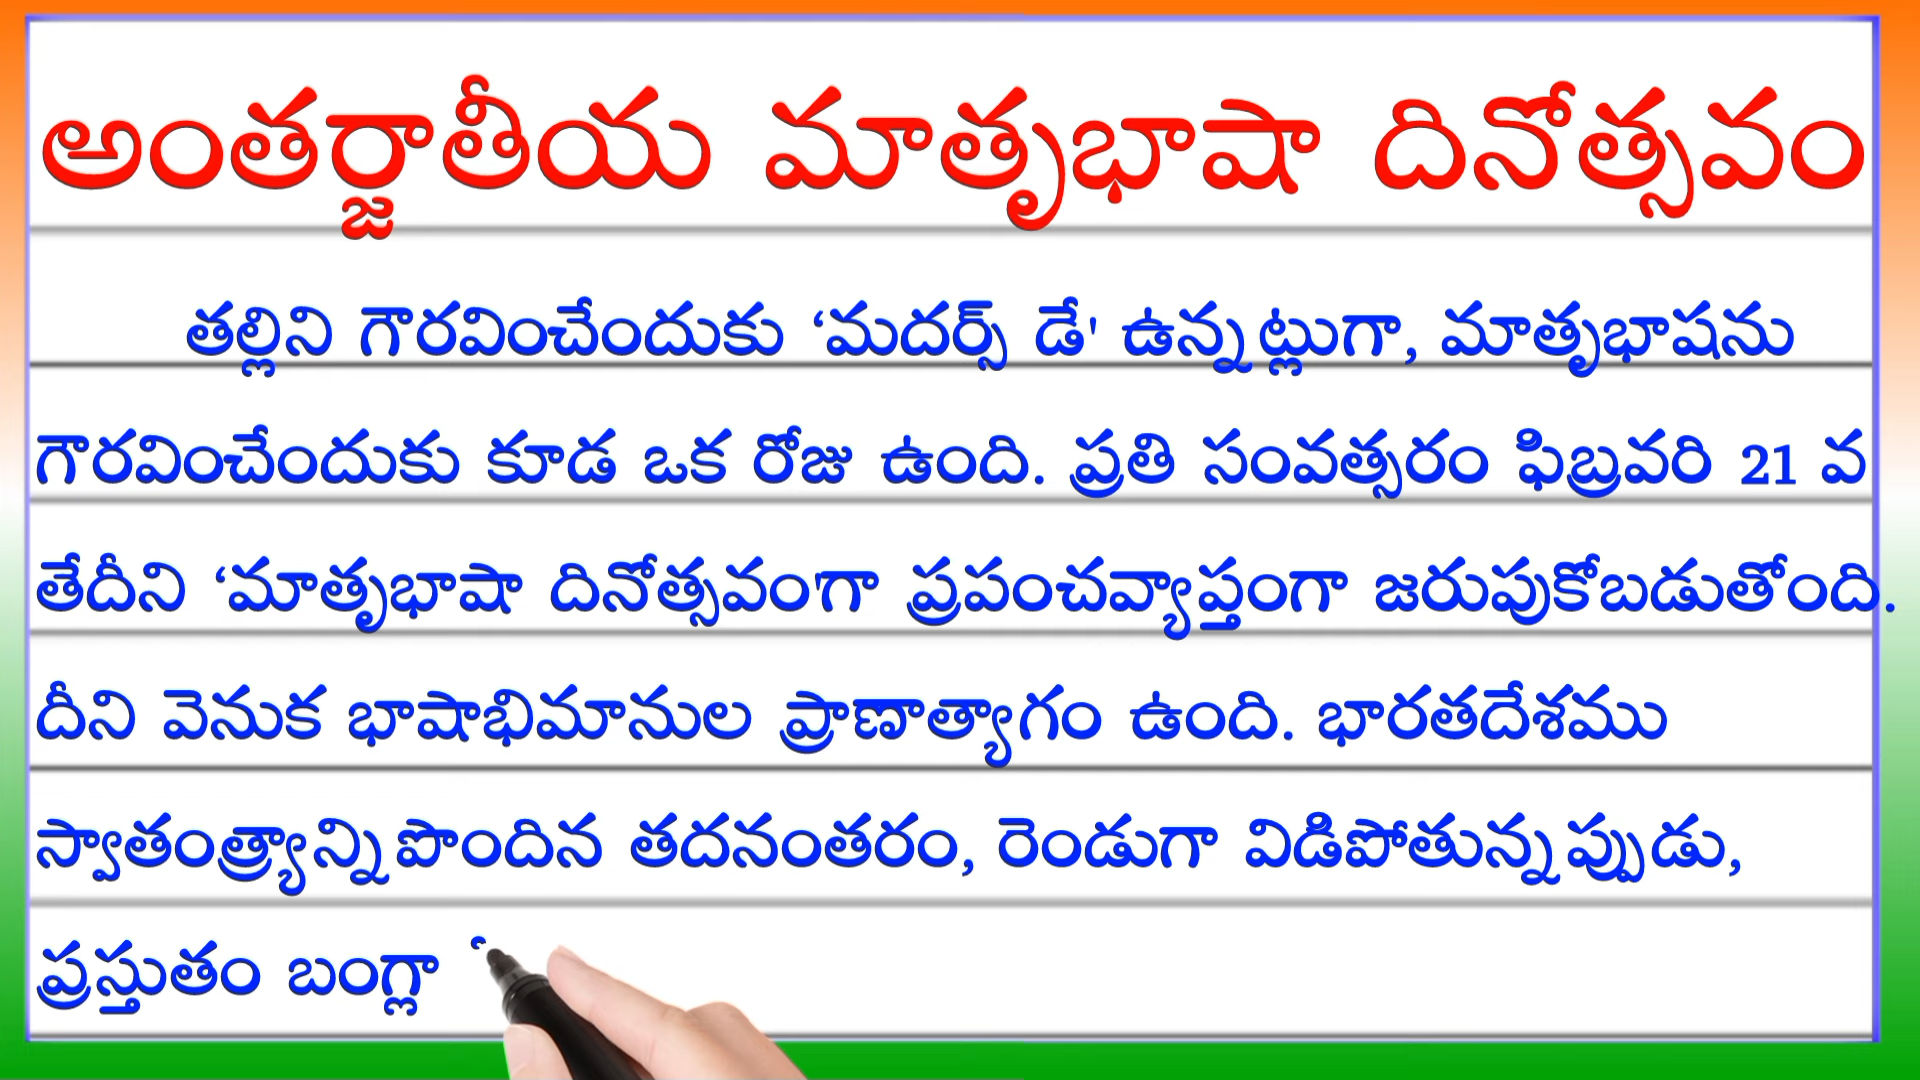 అంతర్జాతీయ మాతృభాషా దినోత్సవం
తల్లిని గౌరవించేందుకు ‘మదర్స్ డే' ఉన్నట్లుగా, మాతృభాషను
గౌరవించేందుకు కూడ ఒక రోజు ఉంది. ప్రతి సంవత్సరం ఫిబ్రవరి 21 వ
తేదీని ‘మాతృభాషా దినోత్సవం'గా ప్రపంచవ్యాప్తంగా జరుపుకోబడుతోంది.
దీని వెనుక భాషాభిమానుల ప్రాణాత్యాగం ఉంది. భారతదేశము
స్వాతంత్ర్యాన్నిపొందిన తదనంతరం, రెండుగా విడిపోతున్నప్పుడు,
ప్రస్తుతం బంగ్లా